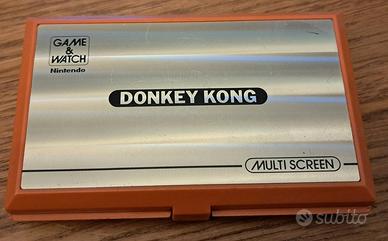 GAME
&
WATCH
Nintendo
DONKEY KONG
MULTI SCREEN
subito